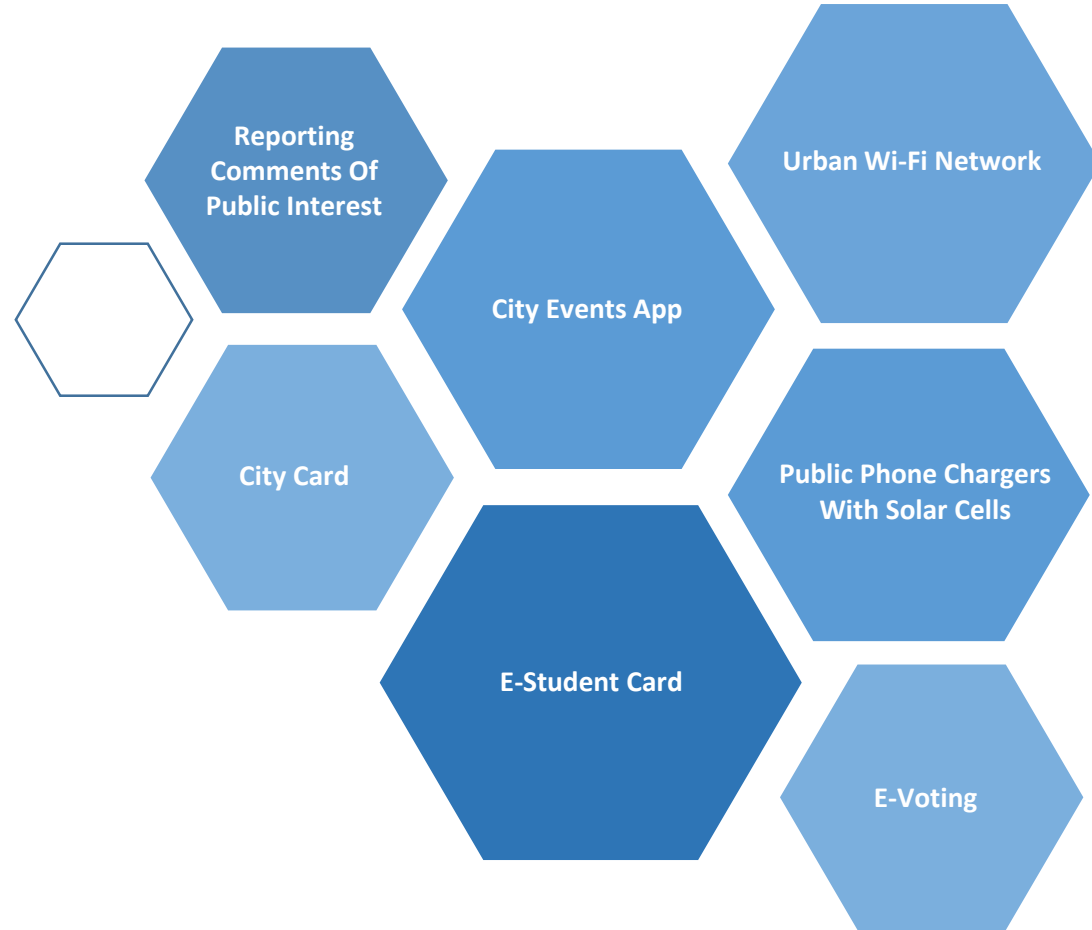 Reporting
Comments Of
Public Interest
Urban Wi-Fi Network
City Events App
City Card
Public Phone Chargers
With Solar Cells
E-Student Card
E-Voting